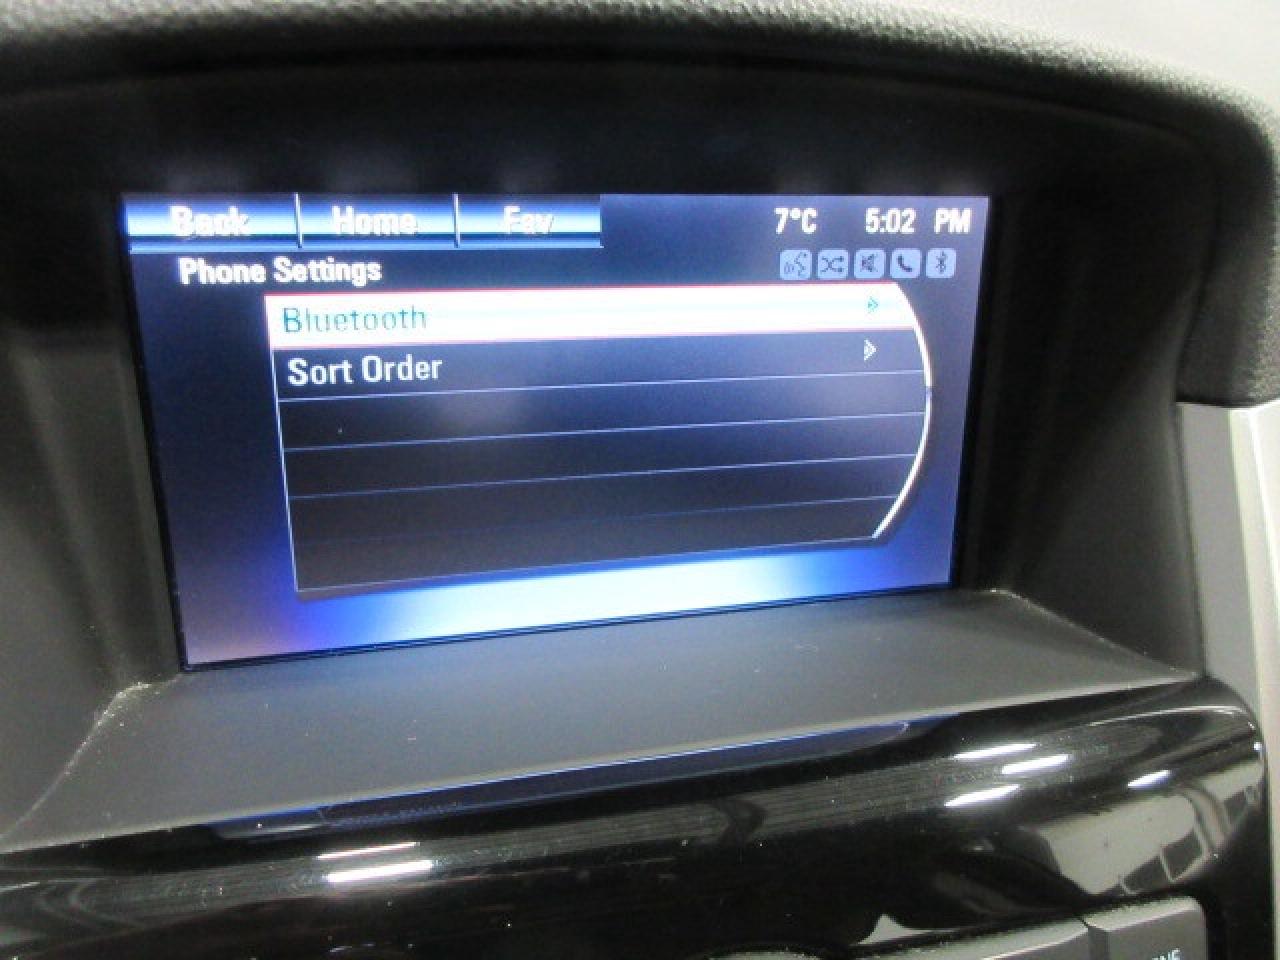 Back Home Fav 7°C 5:02 PM
Phone Settings
Bluetooth
Sort Order